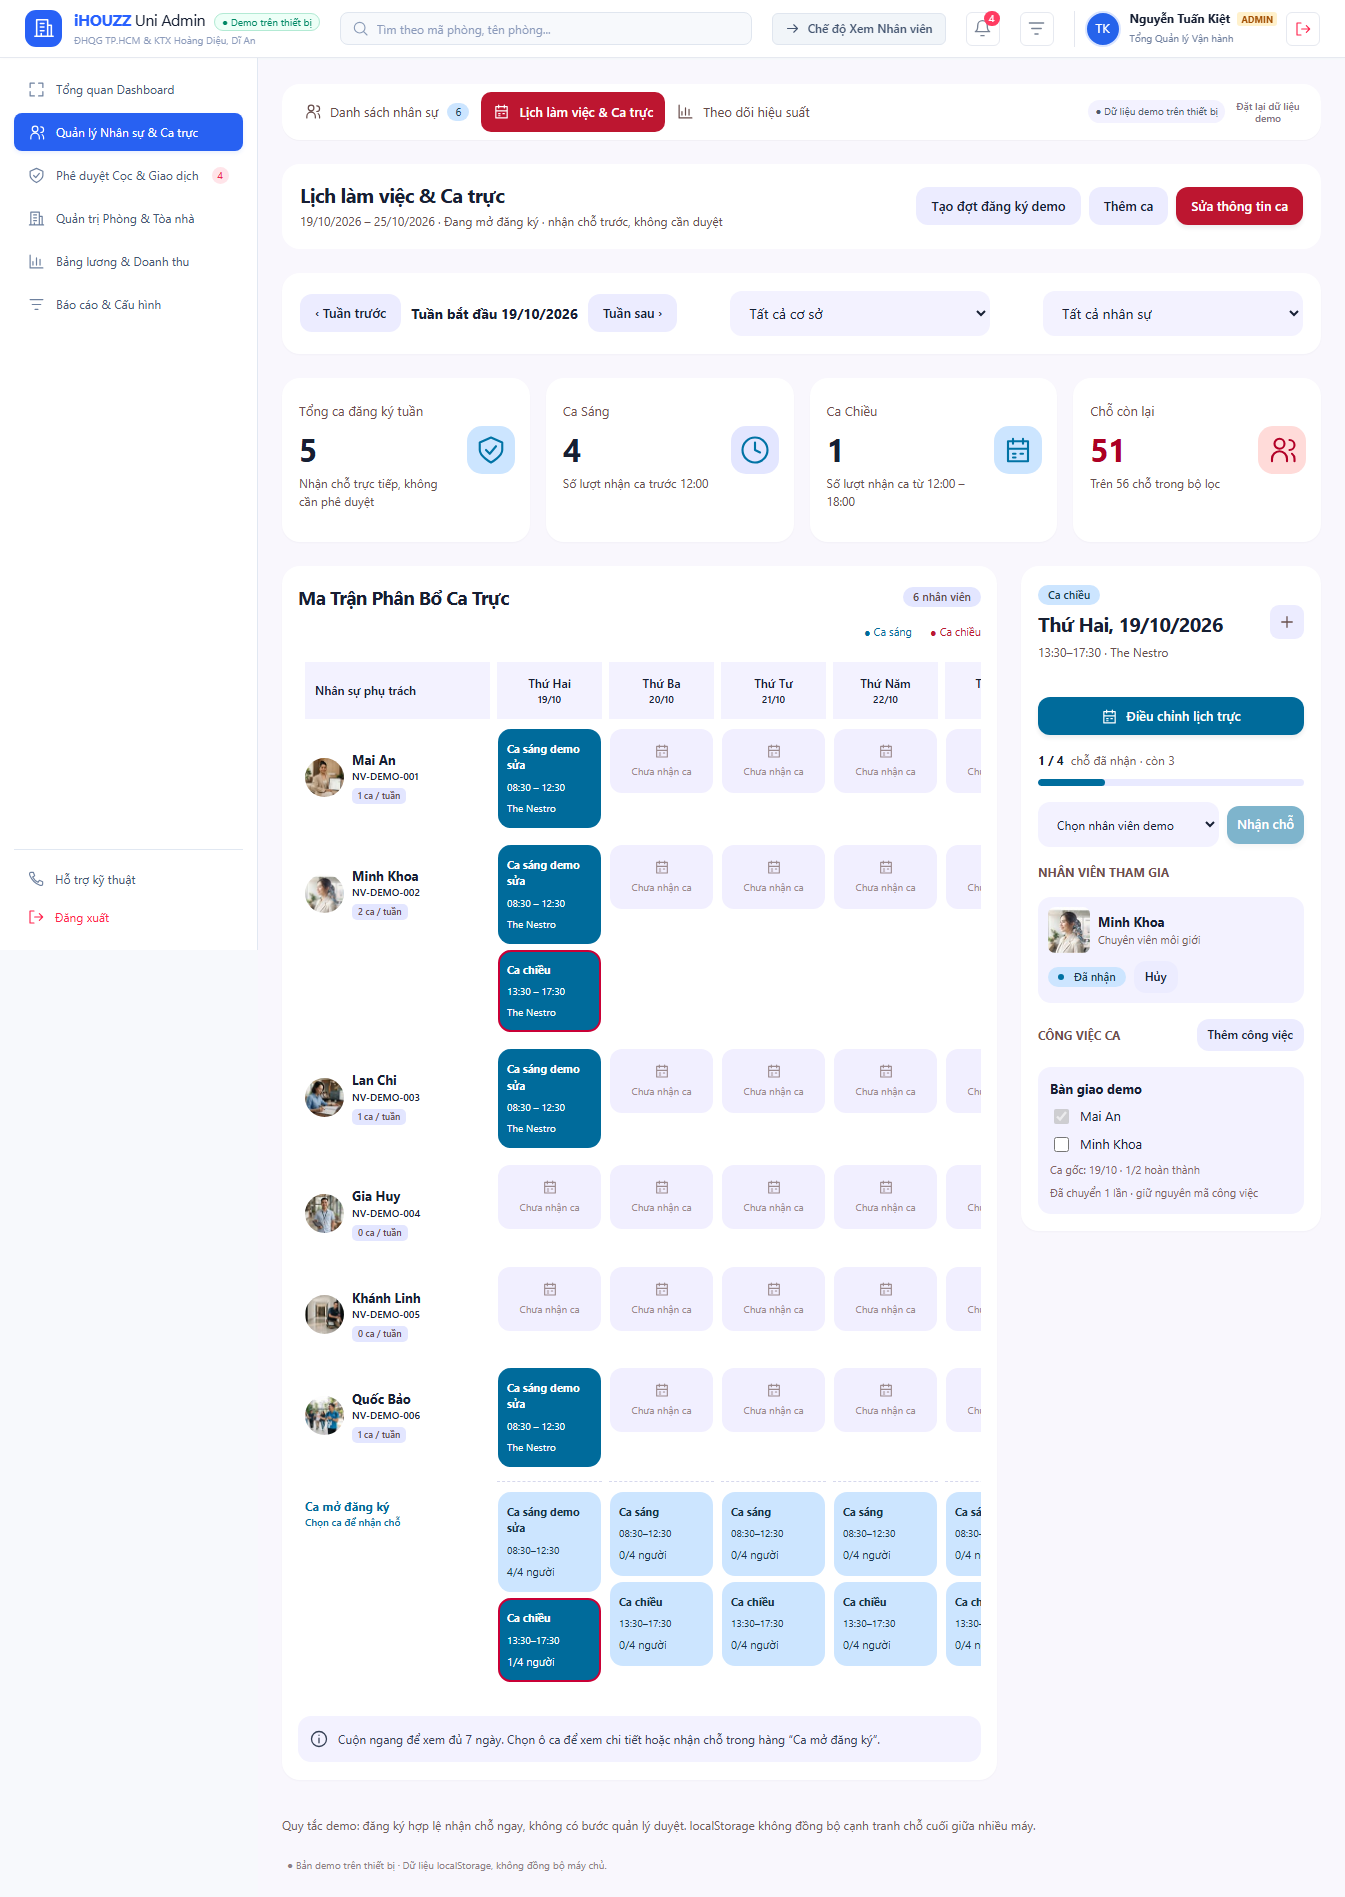 iHOUZZ Uni Admin
● Demo trên thiết bị
ĐHQG TP.HCM & KTX Hoàng Diệu, Dĩ An
Tìm theo mã phòng, tên phòng...
Chế độ Xem Nhân viên
4
TK
Nguyễn Tuấn Kiệt ADMIN
Tổng Quản lý Vận hành
Tổng quan Dashboard
Quản lý Nhân sự & Ca trực
Phê duyệt Cọc & Giao dịch 4
Quản trị Phòng & Tòa nhà
Bảng lương & Doanh thu
Báo cáo & Cấu hình
Hỗ trợ kỹ thuật
Đăng xuất
Danh sách nhân sự 6
Lịch làm việc & Ca trực
Theo dõi hiệu suất
● Dữ liệu demo trên thiết bị
Đặt lại dữ liệu
demo
Lịch làm việc & Ca trực
19/10/2026 – 25/10/2026 · Đang mở đăng ký · nhận chỗ trước, không cần duyệt
Tạo đợt đăng ký demo
Thêm ca
Sửa thông tin ca
‹ Tuần trước
Tuần bắt đầu 19/10/2026
Tuần sau ›
Tất cả cơ sở
Tất cả nhân sự
Tổng ca đăng ký tuần
5
Nhận chỗ trực tiếp, không
cần phê duyệt
Ca Sáng
4
Số lượt nhận ca trước 12:00
Ca Chiều
1
Số lượt nhận ca từ 12:00 –
18:00
Chỗ còn lại
51
Trên 56 chỗ trong bộ lọc
Ma Trận Phân Bổ Ca Trực
6 nhân viên
● Ca sáng
● Ca chiều
Nhân sự phụ trách
Thứ Hai
19/10
Thứ Ba
20/10
Thứ Tư
21/10
Thứ Năm
22/10
T
Mai An
NV-DEMO-001
1 ca / tuần
Ca sáng demo
sửa
08:30 – 12:30
The Nestro
Chưa nhận ca
Chưa nhận ca
Chưa nhận ca
Chư
Minh Khoa
NV-DEMO-002
2 ca / tuần
Ca sáng demo
sửa
08:30 – 12:30
The Nestro
Chưa nhận ca
Chưa nhận ca
Chưa nhận ca
Chư
Ca chiều
13:30 – 17:30
The Nestro
Lan Chi
NV-DEMO-003
1 ca / tuần
Ca sáng demo
sửa
08:30 – 12:30
The Nestro
Chưa nhận ca
Chưa nhận ca
Chưa nhận ca
Chư
Gia Huy
NV-DEMO-004
0 ca / tuần
Chưa nhận ca
Chưa nhận ca
Chưa nhận ca
Chưa nhận ca
Chư
Khánh Linh
NV-DEMO-005
0 ca / tuần
Chưa nhận ca
Chưa nhận ca
Chưa nhận ca
Chưa nhận ca
Chư
Quốc Bảo
NV-DEMO-006
1 ca / tuần
Ca sáng demo
sửa
08:30 – 12:30
The Nestro
Chưa nhận ca
Chưa nhận ca
Chưa nhận ca
Chư
Ca mở đăng ký
Chọn ca để nhận chỗ
Ca sáng demo
sửa
08:30–12:30
4/4 người
Ca sáng
08:30–12:30
0/4 người
Ca sáng
08:30–12:30
0/4 người
Ca sáng
08:30–12:30
0/4 người
Ca sá
08:30–
0/4 n
Ca chiều
13:30–17:30
1/4 người
Ca chiều
13:30–17:30
0/4 người
Ca chiều
13:30–17:30
0/4 người
Ca chiều
13:30–17:30
0/4 người
Ca ch
13:30–
0/4 n
Cuộn ngang để xem đủ 7 ngày. Chọn ô ca để xem chi tiết hoặc nhận chỗ trong hàng “Ca mở đăng ký”.
Ca chiều
Thứ Hai, 19/10/2026
13:30–17:30 · The Nestro
Điều chỉnh lịch trực
1 / 4 chỗ đã nhận · còn 3
Chọn nhân viên demo
Nhận chỗ
NHÂN VIÊN THAM GIA
Minh Khoa
Chuyên viên môi giới
● Đã nhận
Hủy
CÔNG VIỆC CA
Thêm công việc
Bàn giao demo
Mai An
Minh Khoa
Ca gốc: 19/10 · 1/2 hoàn thành
Đã chuyển 1 lần · giữ nguyên mã công việc
Quy tắc demo: đăng ký hợp lệ nhận chỗ ngay, không có bước quản lý duyệt. localStorage không đồng bộ cạnh tranh chỗ cuối giữa nhiều máy.
● Bản demo trên thiết bị · Dữ liệu localStorage, không đồng bộ máy chủ.